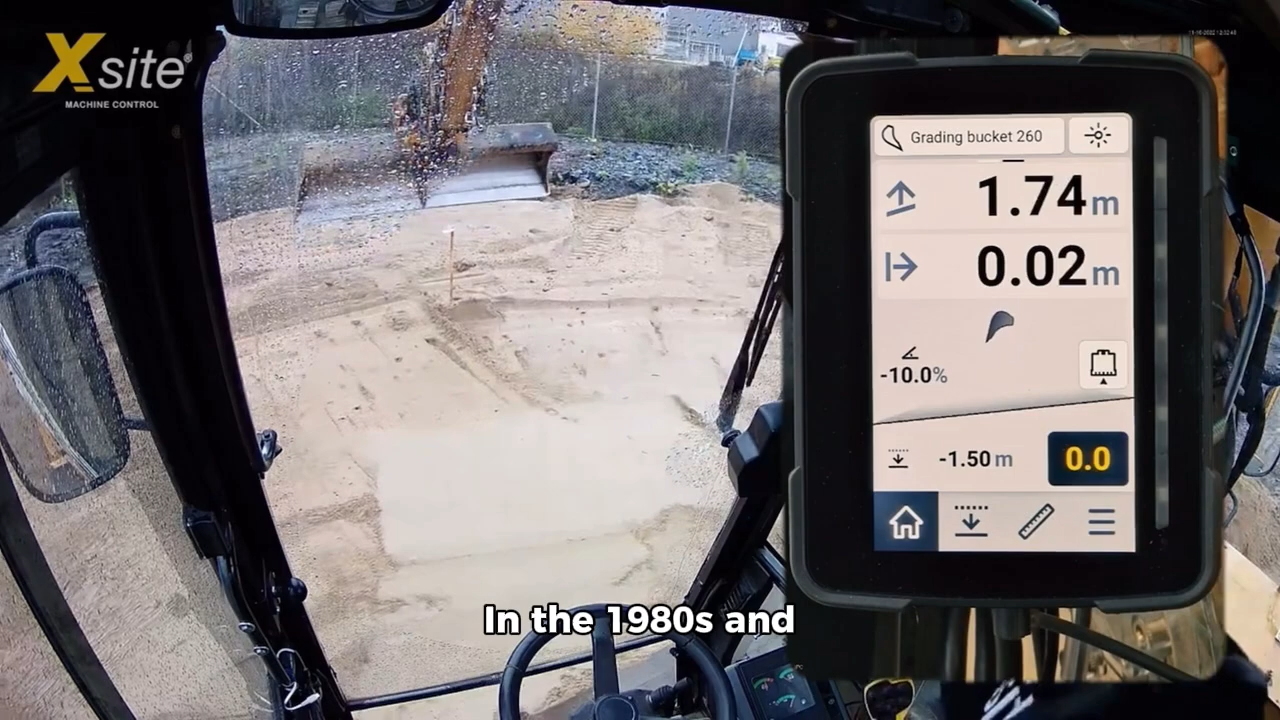 Xsite®
MACHINE CONTROL
Grading bucket 260
1.74 m
0.02 m
-10.0%
-1.50 m
0.0
In the 1980s and